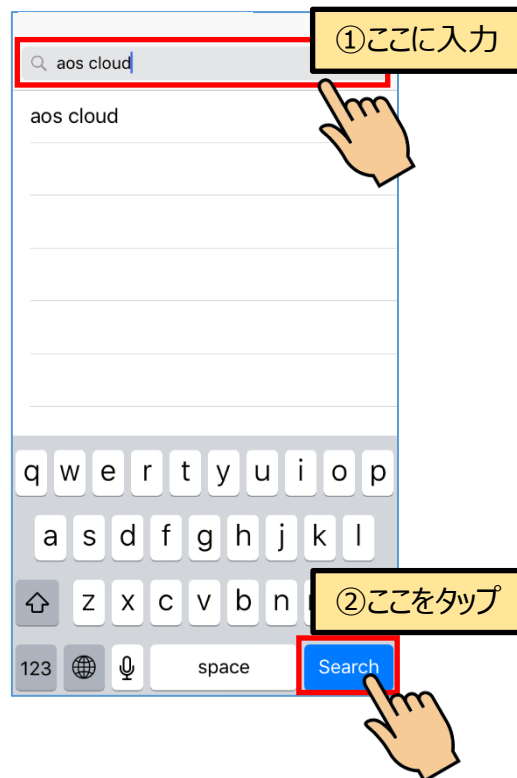 ①ここに入力
aos cloud
aos cloud
q w e r t y u i o p
a s d f g h j k l
z x c v b n
②ここをタップ
123 space Search